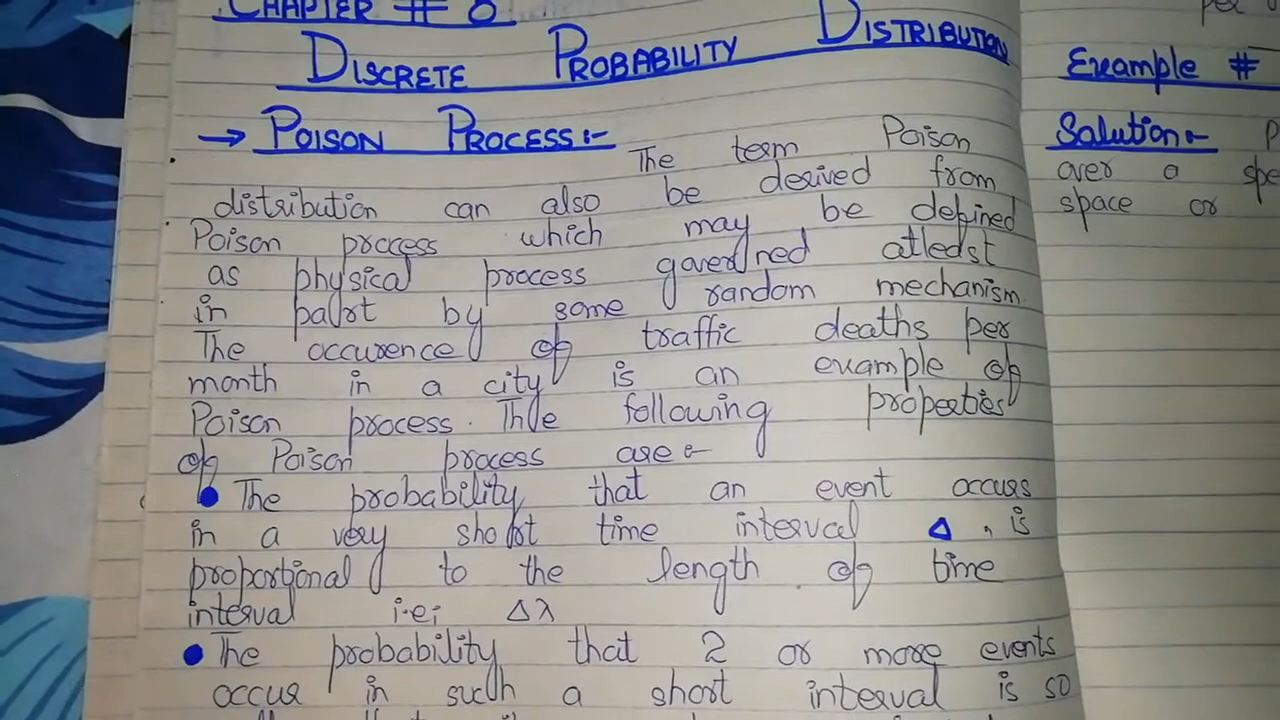 CHAPTER # 8
DISCRETE PROBABILITY DISTRIBUTION
→ POISON PROCESS:-
The term Poison
distribution can also be derived from
Poison process which may be defined
as physical process governed atleast
in part by some random mechanism
The occurence of traffic deaths per
month in a city is an example of
Poison process. The following properties
of Poison process are:-
• The probability that an event occurs
in a very short time interval Δ, is
proportional to the length of time
interval i.e; Δλ
• The probability that 2 or more events
occur in such a short interval is so
per
Example #
Solution:-
over a spe
space or